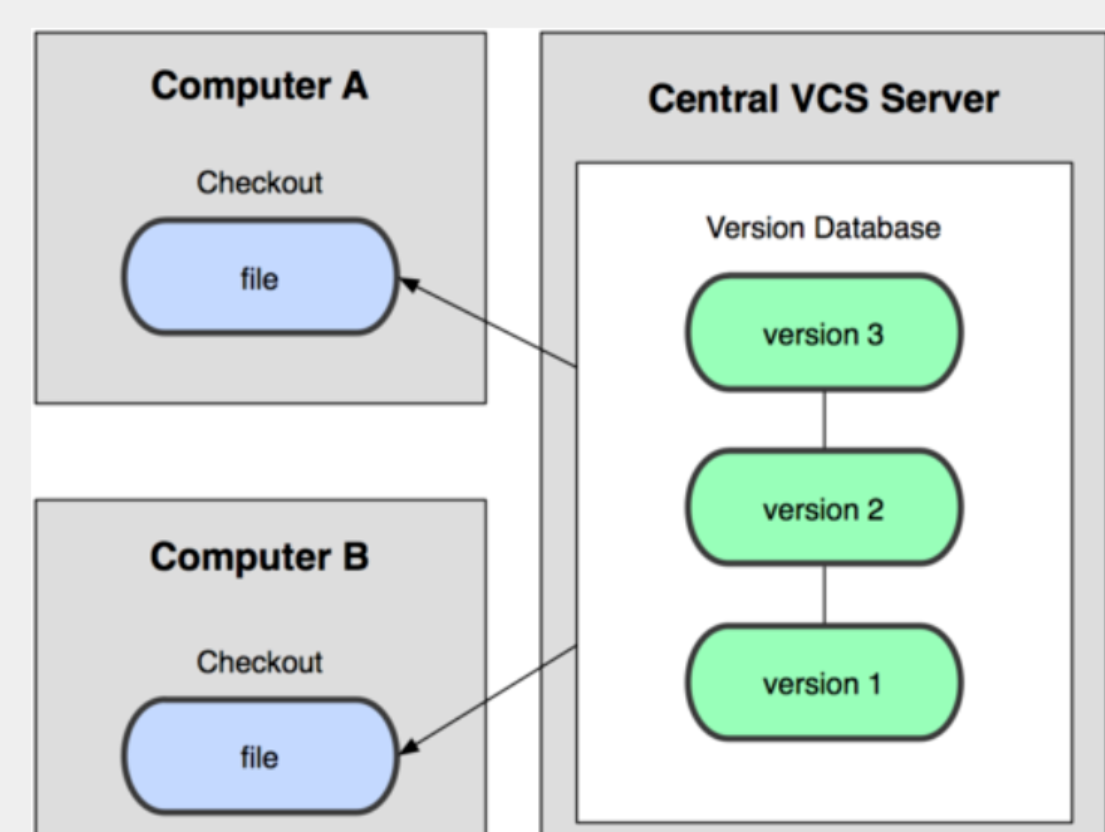 Computer A
Checkout
file
Computer B
Checkout
file
Central VCS Server
Version Database
version 3
version 2
version 1